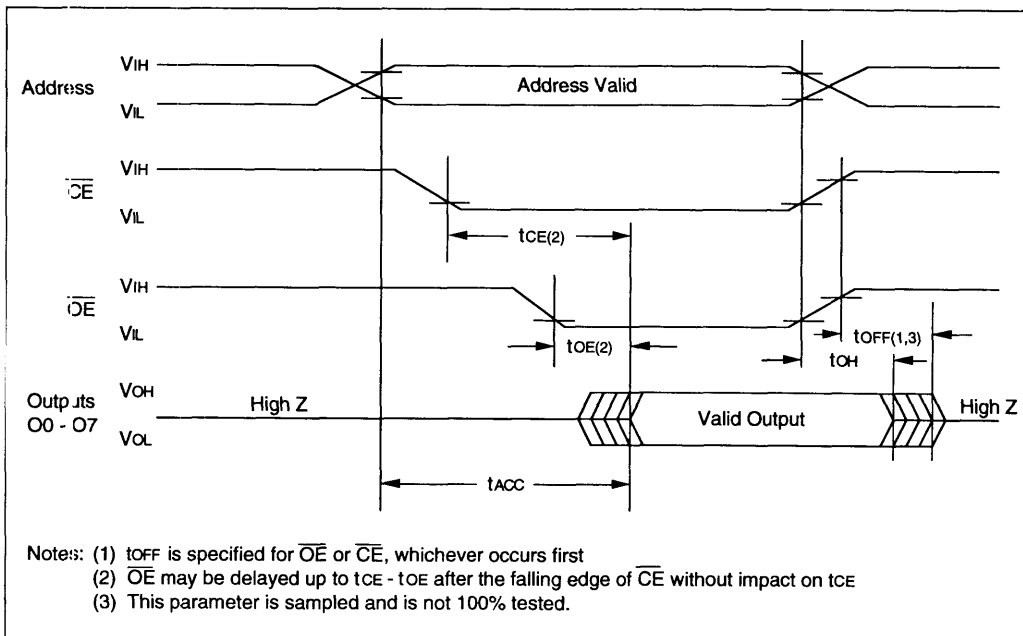 Address
VIH
VIL
Address Valid
CE
VIH
VIL
tCE(2)
OE
VIH
VIL
tOE(2)
tOFF(1,3)
tOH
Outputs
O0 - O7
VOH
VOL
High Z
Valid Output
High Z
tACC
Notes: (1) tOFF is specified for OE or CE, whichever occurs first
(2) OE may be delayed up to tCE - tOE after the falling edge of CE without impact on tCE
(3) This parameter is sampled and is not 100% tested.